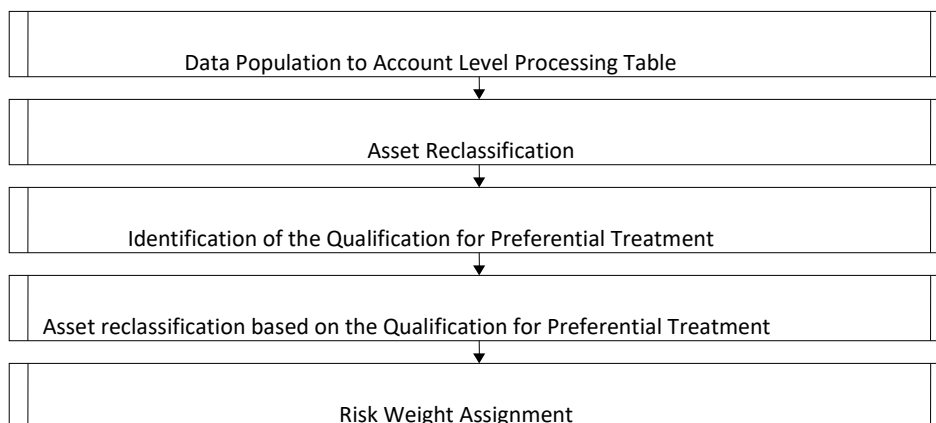 Data Population to Account Level Processing Table
Asset Reclassification
Identification of the Qualification for Preferential Treatment
Asset reclassification based on the Qualification for Preferential Treatment
Risk Weight Assignment